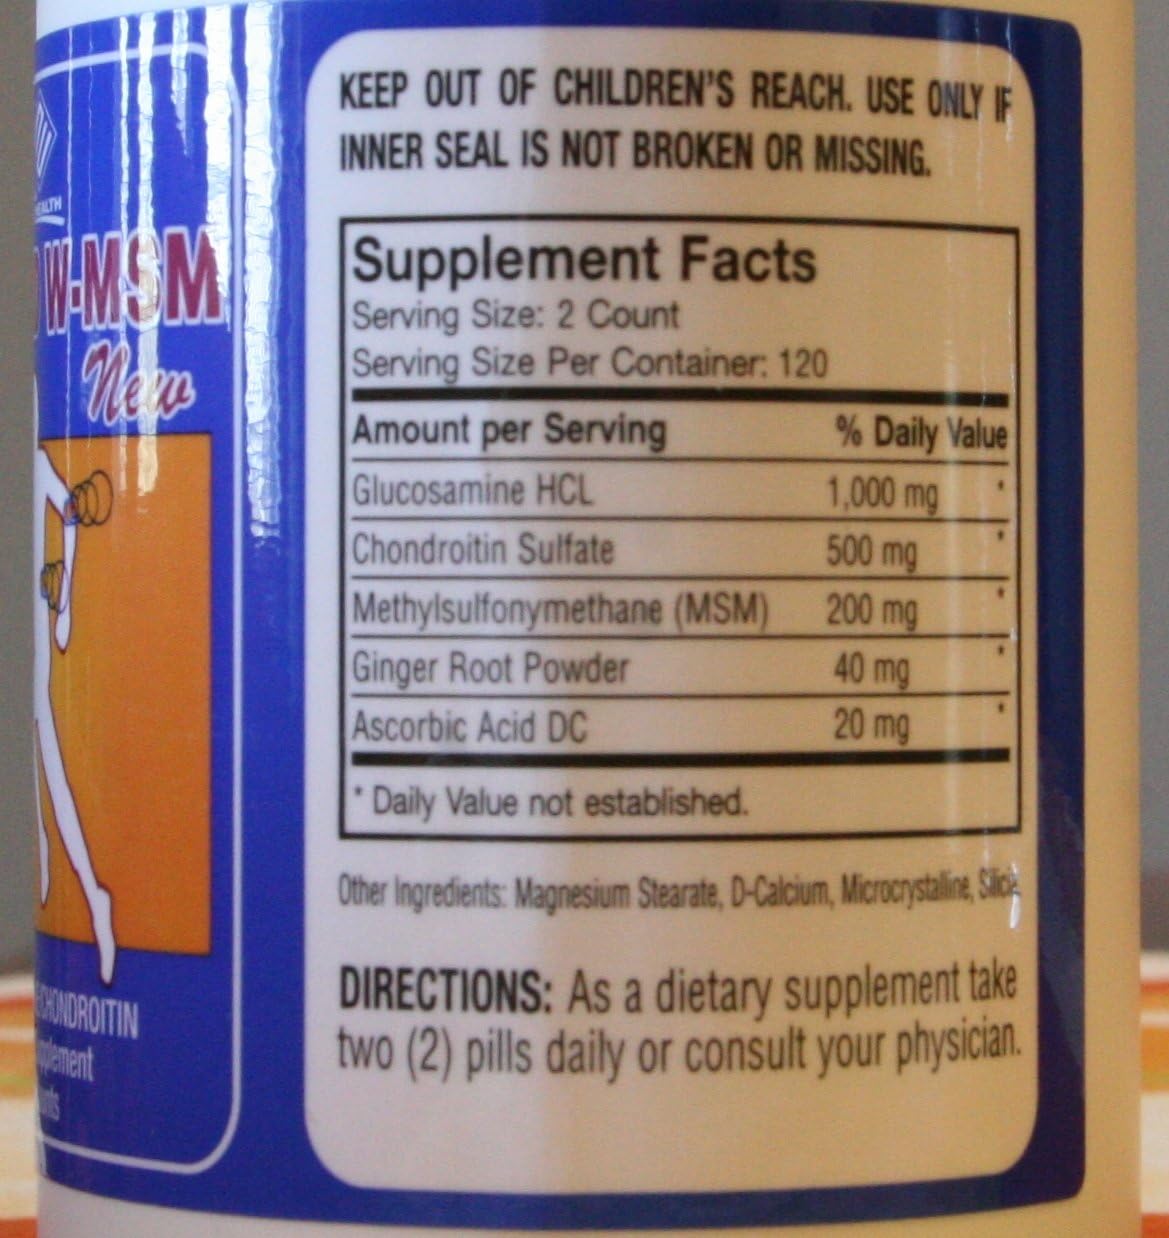 HEALTH
W-MSM
New
CHONDROITIN
KEEP OUT OF CHILDREN'S REACH. USE ONLY IF
INNER SEAL IS NOT BROKEN OR MISSING.
Supplement Facts
Serving Size: 2 Count
Serving Size Per Container: 120
Amount per Serving % Daily Value
Glucosamine HCL 1,000 mg *
Chondroitin Sulfate 500 mg *
Methylsulfonymethane (MSM) 200 mg *
Ginger Root Powder 40 mg *
Ascorbic Acid DC 20 mg *
* Daily Value not established.
Other Ingredients: Magnesium Stearate, D-Calcium, Microcrystalline,
DIRECTIONS: As a dietary supplement take
two (2) pills daily or consult your physician.